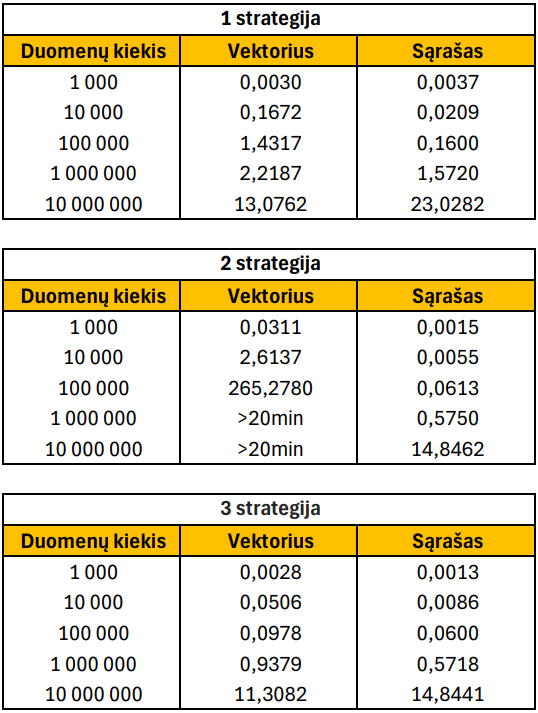 1 strategija
Duomenų kiekis Vektorius Sąrašas
1 000 0,0030 0,0037
10 000 0,1672 0,0209
100 000 1,4317 0,1600
1 000 000 2,2187 1,5720
10 000 000 13,0762 23,0282
2 strategija
Duomenų kiekis Vektorius Sąrašas
1 000 0,0311 0,0015
10 000 2,6137 0,0055
100 000 265,2780 0,0613
1 000 000 >20min 0,5750
10 000 000 >20min 14,8462
3 strategija
Duomenų kiekis Vektorius Sąrašas
1 000 0,0028 0,0013
10 000 0,0506 0,0086
100 000 0,0978 0,0600
1 000 000 0,9379 0,5718
10 000 000 11,3082 14,8441